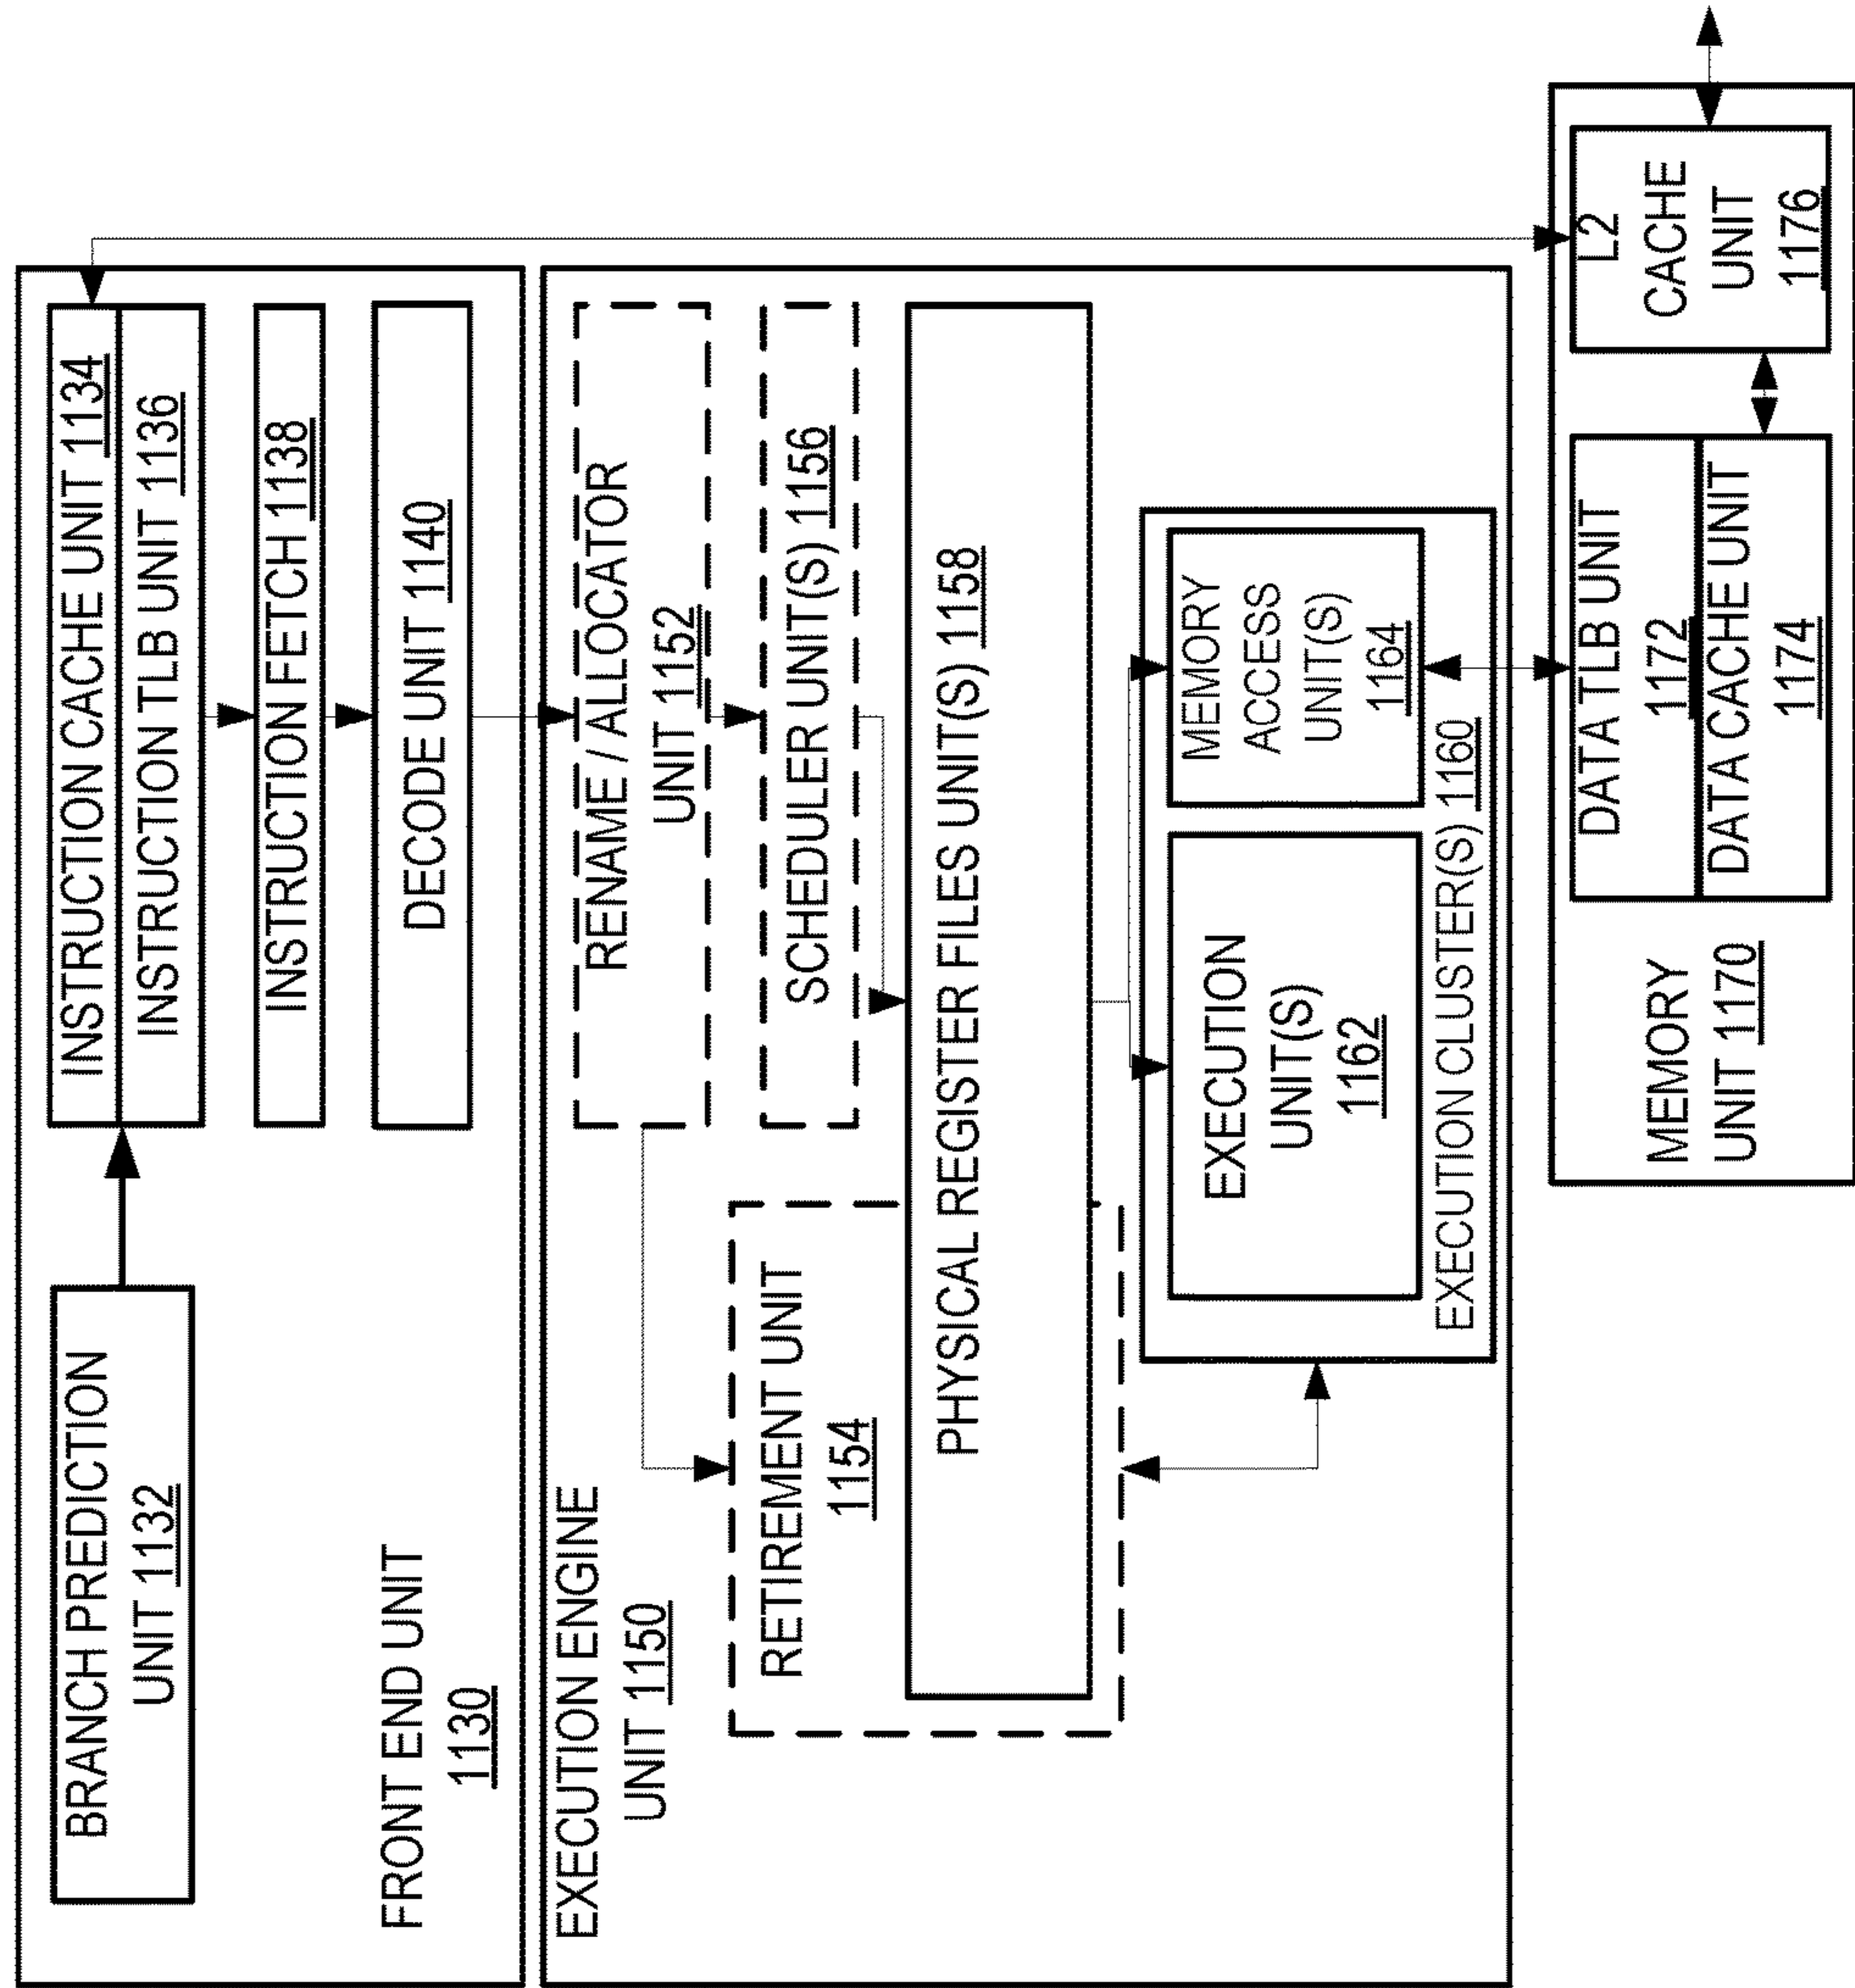 BRANCH PREDICTION
UNIT 1132
INSTRUCTION CACHE UNIT 1134
INSTRUCTION TLB UNIT 1136
INSTRUCTION FETCH 1138
DECODE UNIT 1140
FRONT END UNIT
1130
EXECUTION ENGINE
UNIT 1150
RENAME / ALLOCATOR
UNIT 1152
RETIREMENT UNIT
1154
SCHEDULER UNIT(S) 1156
PHYSICAL REGISTER FILES UNIT(S) 1158
EXECUTION
UNIT(S)
1162
MEMORY
ACCESS
UNIT(S)
1164
EXECUTION CLUSTER(S) 1160
MEMORY
UNIT 1170
DATA TLB UNIT
1172
DATA CACHE UNIT
1174
L2
CACHE
UNIT
1176